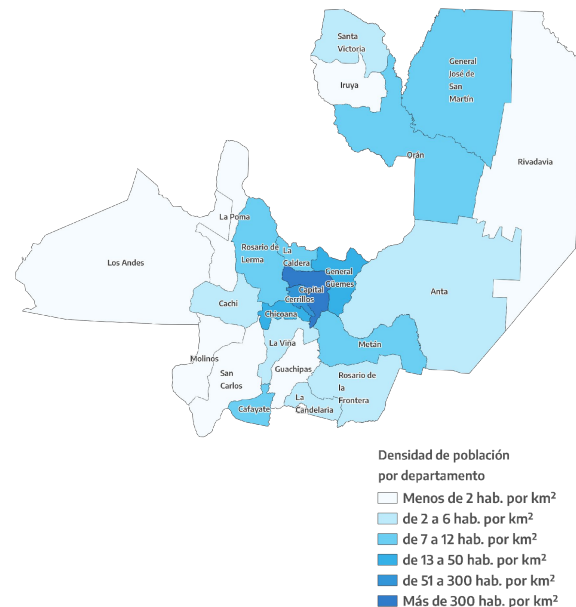 Santa
Victoria
Iruya
General
José de
San
Martín
Orán
Rivadavia
La Poma
Los Andes
Rosario de
Lerma
La
Caldera
General
Güemes
Capital
Cerrillos
Anta
Cachi
Chicoana
La Viña
Metán
Molinos
San
Carlos
Guachipas
Rosario de
la
Frontera
La
Candelaria
Cafayate
Densidad de población
por departamento
Menos de 2 hab. por km²
de 2 a 6 hab. por km²
de 7 a 12 hab. por km²
de 13 a 50 hab. por km²
de 51 a 300 hab. por km²
Más de 300 hab. por km²